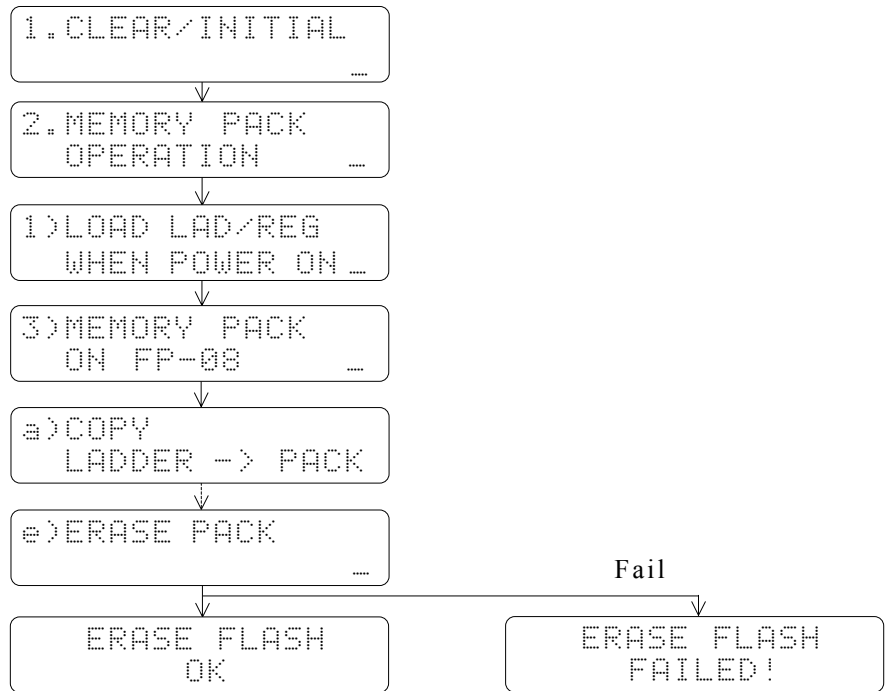 1.CLEAR/INITIAL
_
2.MEMORY PACK
OPERATION _
1)LOAD LAD/REG
WHEN POWER ON _
3)MEMORY PACK
ON FP-08 _
a)COPY
LADDER -> PACK
e)ERASE PACK
_
Fail
ERASE FLASH
OK
ERASE FLASH
FAILED!